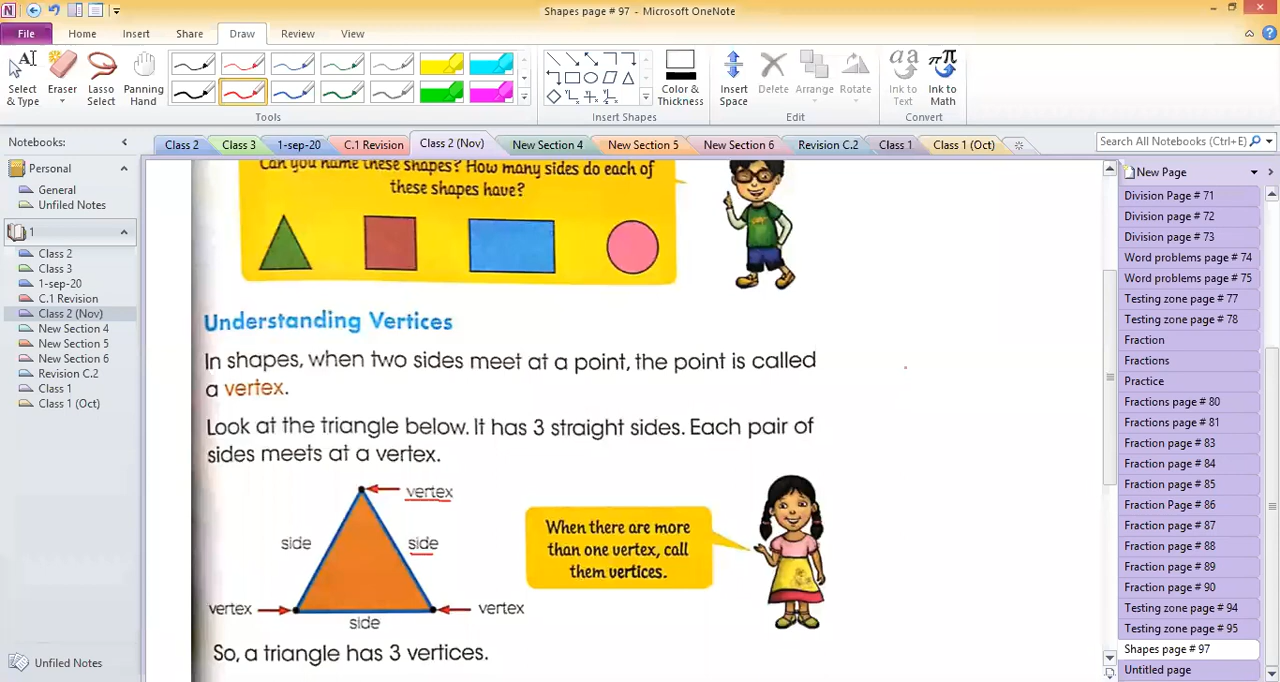 Shapes page # 97 - Microsoft OneNote
File Home Insert Share Draw Review View
Select & Type
Eraser
Lasso Select
Panning Hand
Color & Thickness
Insert Space
Delete
Arrange
Rotate
Ink to Text
Ink to Math
Tools
Insert Shapes
Edit
Convert
Notebooks:
Class 2 Class 3 1-sep-20 C.1 Revision Class 2 (Nov) New Section 4 New Section 5 New Section 6 Revision C.2 Class 1 Class 1 (Oct)
Search All Notebooks (Ctrl+E)
Personal
General
Unfiled Notes
1
Class 2
Class 3
1-sep-20
C.1 Revision
Class 2 (Nov)
New Section 4
New Section 5
New Section 6
Revision C.2
Class 1
Class 1 (Oct)
Unfiled Notes
Can you name these shapes? How many sides do each of
these shapes have?
Understanding Vertices
In shapes, when two sides meet at a point, the point is called
a vertex.
Look at the triangle below. It has 3 straight sides. Each pair of
sides meets at a vertex.
vertex
side
side
vertex
vertex
side
When there are more
than one vertex, call
them vertices.
So, a triangle has 3 vertices.
New Page
Division Page # 71
Division Page # 72
Division page # 73
Word problems page # 74
Word problems page # 75
Testing zone page # 77
Testing zone page # 78
Fraction
Fractions
Practice
Fractions page # 80
Fractions page # 81
Fraction page # 83
Fraction page # 84
Fraction page # 85
Fraction Page # 86
Fraction page # 87
Fraction page # 88
Fraction page # 89
Fraction page # 90
Testing zone page # 94
Testing zone page # 95
Shapes page # 97
Untitled page